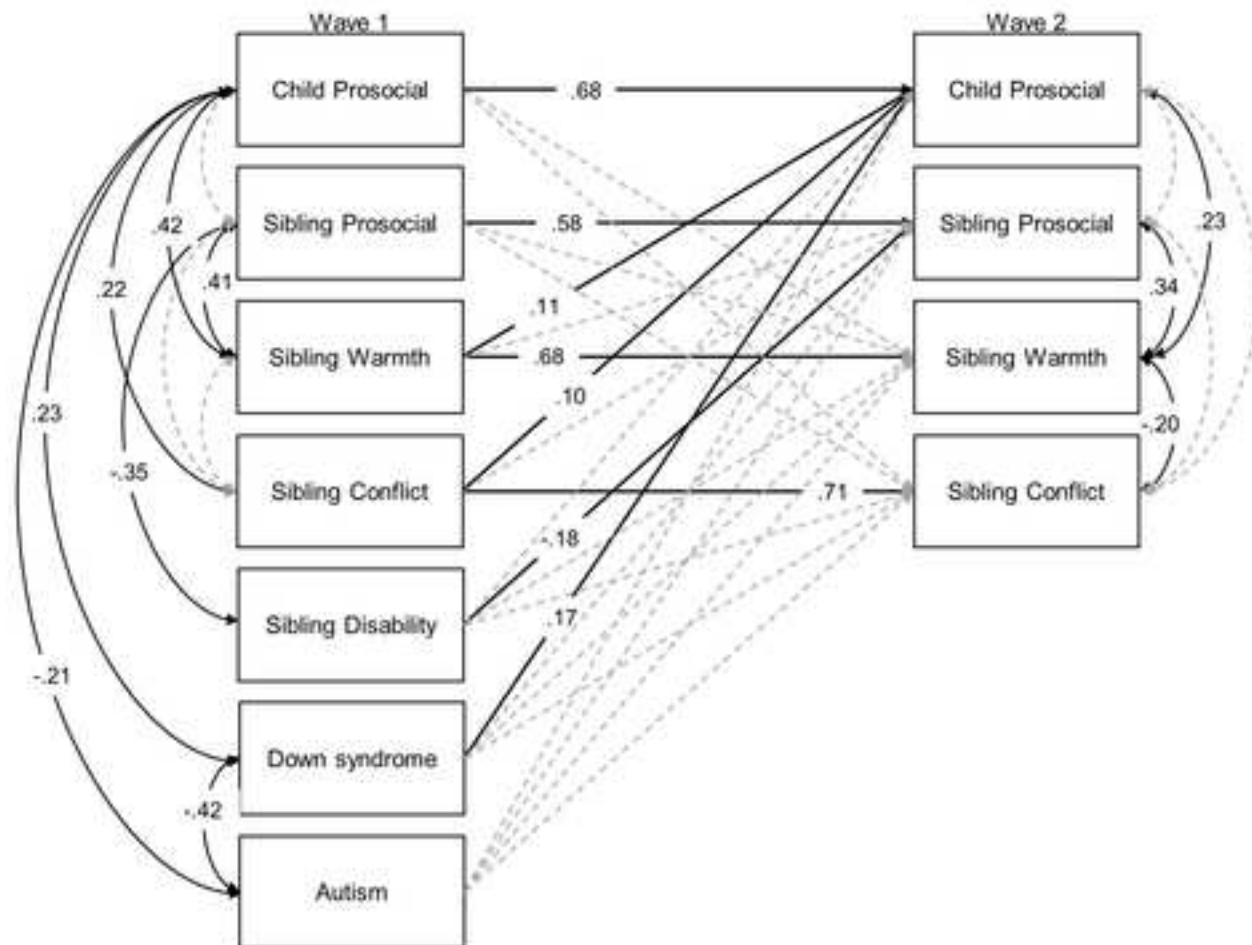 Wave 1
Wave 2
Child Prosocial
.68
Child Prosocial
Sibling Prosocial
.58
Sibling Prosocial
.42
.23
.41
.34
.22
.11
Sibling Warmth
.68
Sibling Warmth
.23
.10
-.20
-.35
Sibling Conflict
.71
Sibling Conflict
-.18
Sibling Disability
.17
-.21
Down syndrome
-.42
Autism